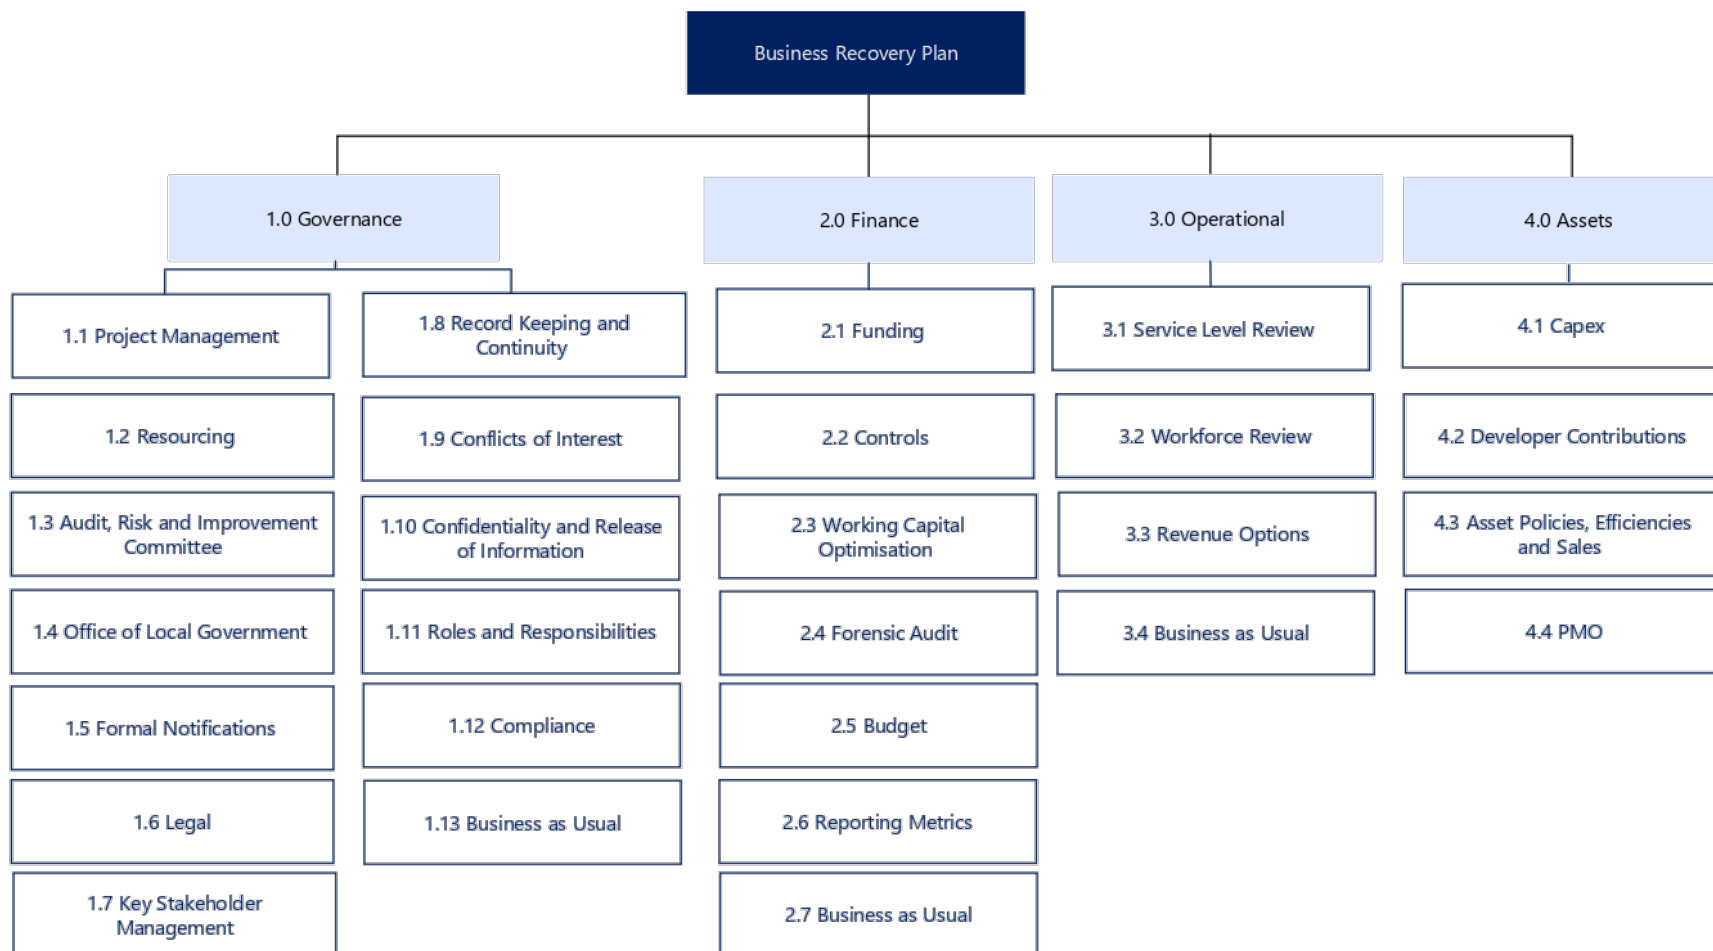 Business Recovery Plan
1.0 Governance
2.0 Finance
3.0 Operational
4.0 Assets
1.1 Project Management
1.2 Resourcing
1.3 Audit, Risk and Improvement
Committee
1.4 Office of Local Government
1.5 Formal Notifications
1.6 Legal
1.7 Key Stakeholder
Management
1.8 Record Keeping and
Continuity
1.9 Conflicts of Interest
1.10 Confidentiality and Release
of Information
1.11 Roles and Responsibilities
1.12 Compliance
1.13 Business as Usual
2.1 Funding
2.2 Controls
2.3 Working Capital
Optimisation
2.4 Forensic Audit
2.5 Budget
2.6 Reporting Metrics
2.7 Business as Usual
3.1 Service Level Review
3.2 Workforce Review
3.3 Revenue Options
3.4 Business as Usual
4.1 Capex
4.2 Developer Contributions
4.3 Asset Policies, Efficiencies
and Sales
4.4 PMO